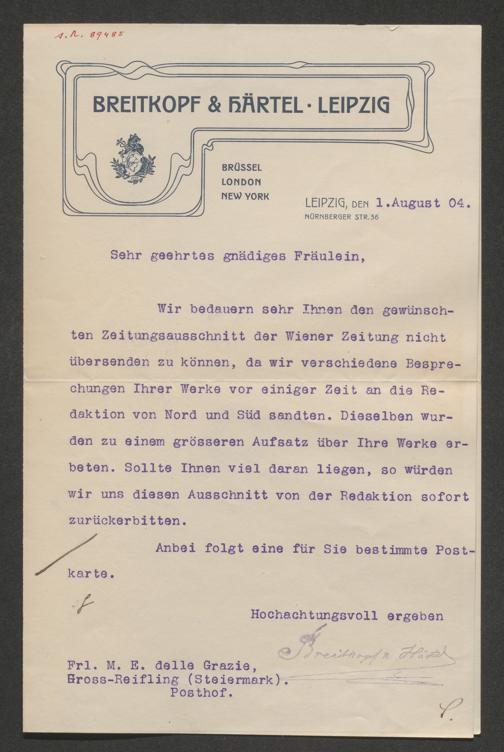 A.N. 89485
BREITKOPF & HÄRTEL · LEIPZIG
BRÜSSEL
LONDON
NEW YORK
LEIPZIG, DEN 1.August 04.
NÜRNBERGER STR. 36
Sehr geehrtes gnädiges Fräulein,
Wir bedauern sehr Ihnen den gewünsch-
ten Zeitungsausschnitt der Wiener Zeitung nicht
übersenden zu können, da wir verschiedene Bespre-
chungen Ihrer Werke vor einiger Zeit an die Re-
daktion von Nord und Süd sandten. Dieselben wur-
den zu einem grösseren Aufsatz über Ihre Werke er-
beten. Sollte Ihnen viel daran liegen, so würden
wir uns diesen Ausschnitt von der Redaktion sofort
zurückerbitten.
Anbei folgt eine für Sie bestimmte Post-
karte.
Hochachtungsvoll ergeben
Breitkopf & Härtel
Frl. M. E. delle Grazie,
Gross-Reifling (Steiermark).
Posthof.